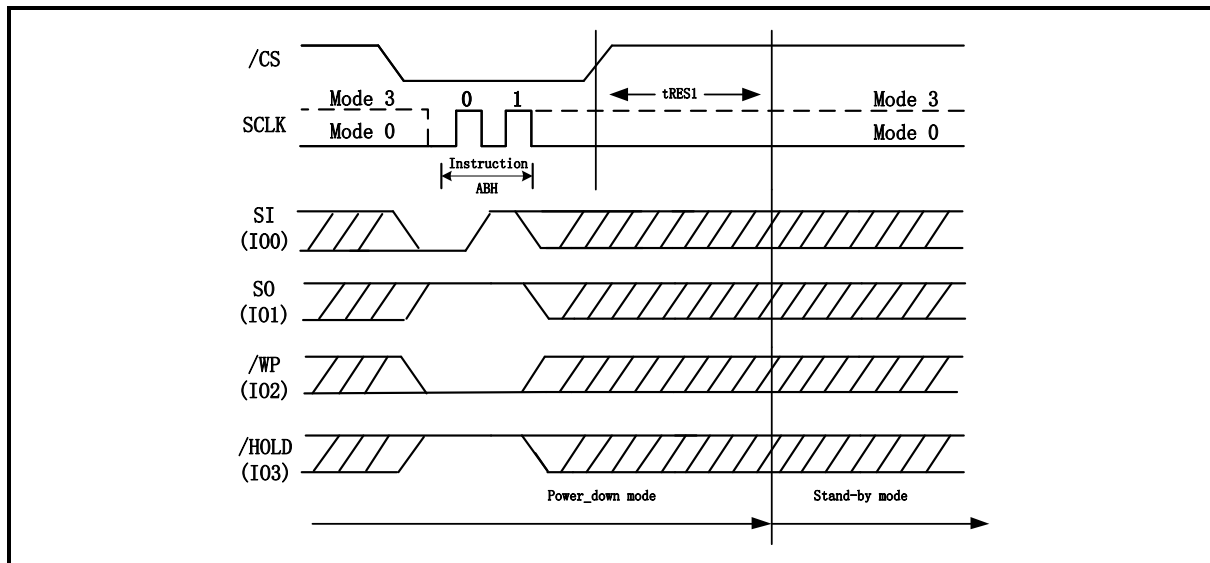 /CS
tRES1
Mode 3 0 1 Mode 3
SCLK
Mode 0 Mode 0
Instruction
ABH
SI
(IO0)
SO
(IO1)
/WP
(IO2)
/HOLD
(IO3)
Power_down mode Stand-by mode